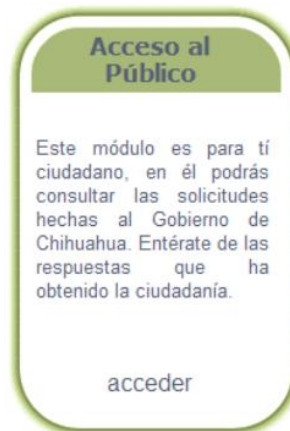 Acceso al
Público
Este módulo es para tí
ciudadano, en él podrás
consultar las solicitudes
hechas al Gobierno de
Chihuahua. Entérate de las
respuestas que ha
obtenido la ciudadanía.
acceder